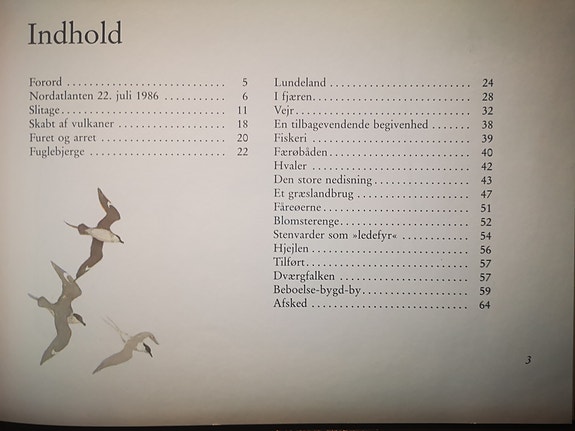 Indhold
Forord ............................ 5
Nordatlanten 22. juli 1986 ........... 6
Slitage ............................ 11
Skabt af vulkaner .................... 18
Furet og arret ....................... 20
Fuglebjerge ........................ 22
Lundeland .......................... 24
I fjæren ............................ 28
Vejr ............................... 32
En tilbagevendende begivenhed ........ 38
Fiskeri ............................. 39
Færøbåden .......................... 40
Hvaler ............................. 42
Den store nedisning .................. 43
Et græslandbrug ..................... 47
Fåreøerne .......................... 51
Blomsterenge ....................... 52
Stenvarder som »ledefyr« ............. 54
Hjejlen ............................ 56
Tilført ............................. 57
Dværgfalken ........................ 57
Beboelse-bygd-by .................... 59
Afsked ............................. 64
3